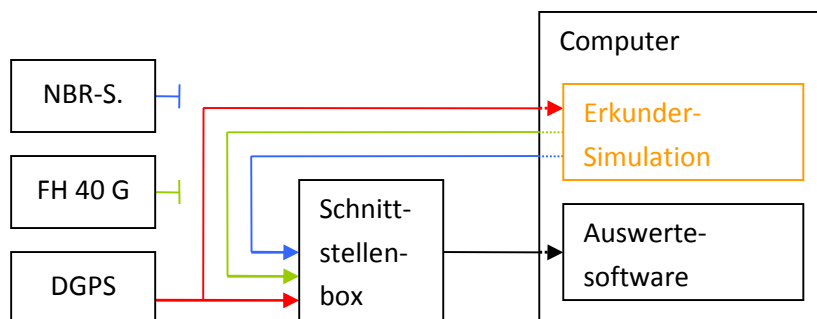 Computer
NBR-S.
FH 40 G
DGPS
Erkunder-
Simulation
Schnitt-
stellen-
box
Auswerte-
software